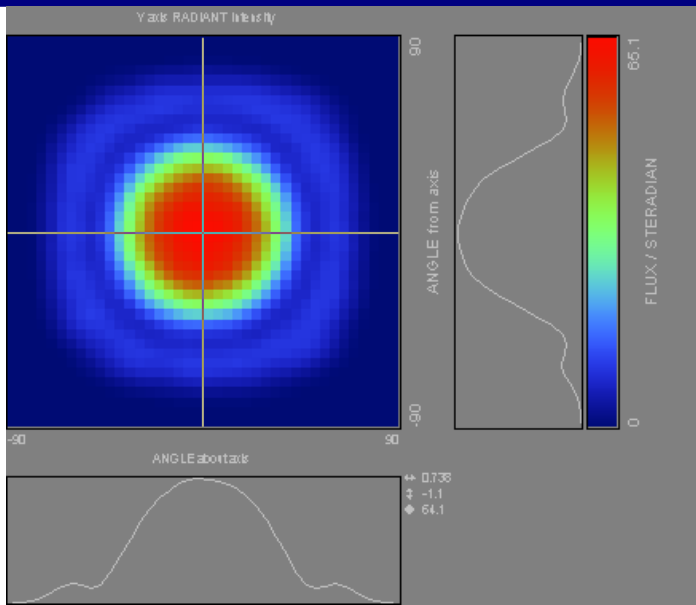 Y axis RADIANT Intensity
90
65.1
ANGLE from axis
FLUX / STERADIAN
-90
0
-90
90
ANGLE about axis
↔ 0.738
↕ -1.1
◆ 64.1